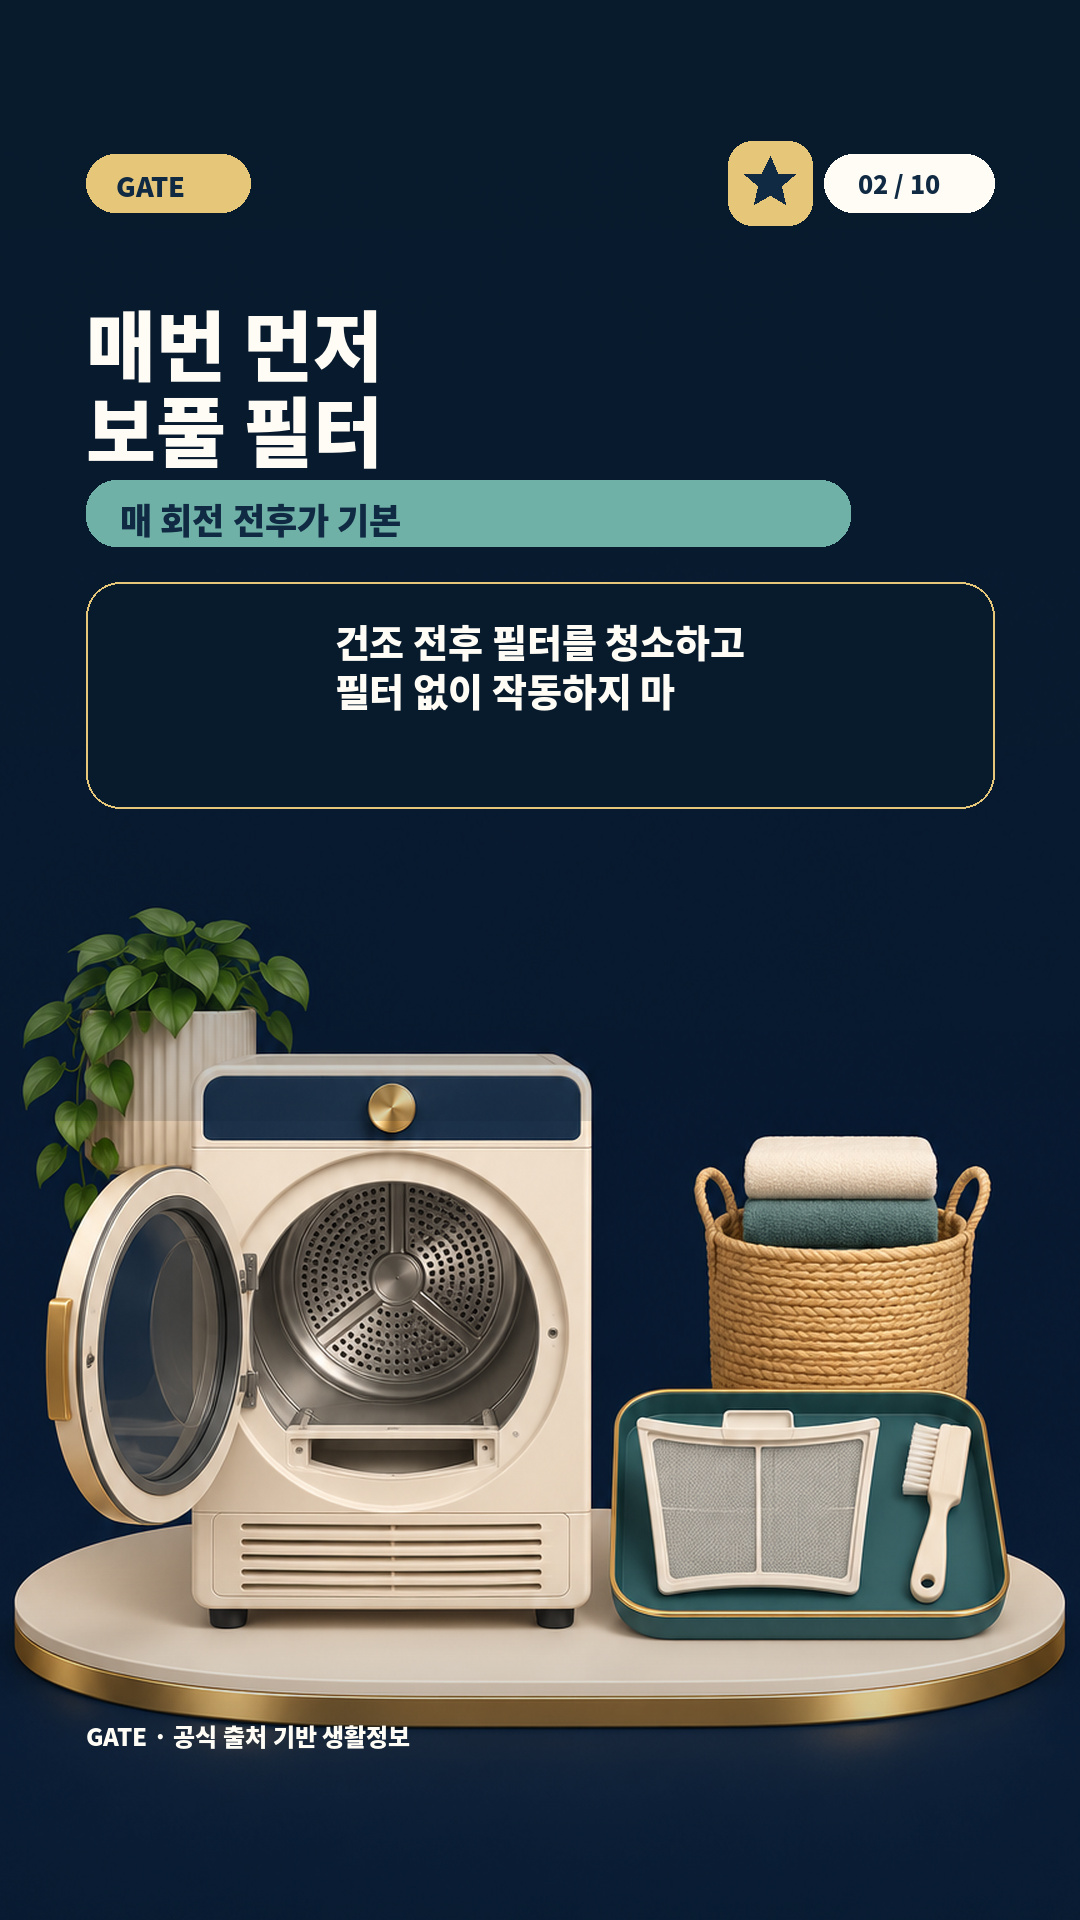 GATE
02 / 10
매번 먼저
보풀 필터
매 회전 전후가 기본
건조 전후 필터를 청소하고
필터 없이 작동하지 마
GATE · 공식 출처 기반 생활정보